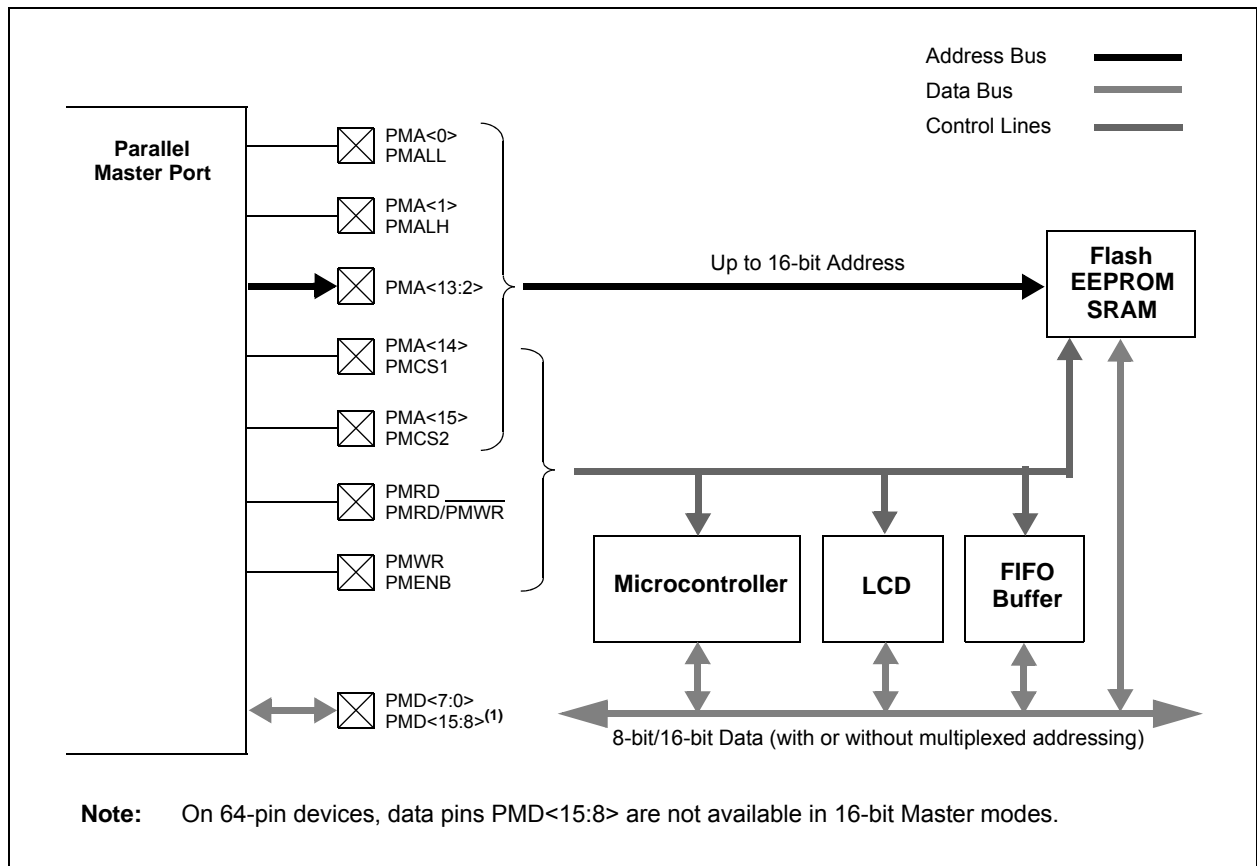 Address Bus
Data Bus
Control Lines
Parallel
Master Port
PMA<0>
PMALL
PMA<1>
PMALH
PMA<13:2>
PMA<14>
PMCS1
PMA<15>
PMCS2
PMRD
PMRD/PMWR
PMWR
PMENB
PMD<7:0>
PMD<15:8>(1)
Up to 16-bit Address
Flash
EEPROM
SRAM
Microcontroller
LCD
FIFO
Buffer
8-bit/16-bit Data (with or without multiplexed addressing)
Note: On 64-pin devices, data pins PMD<15:8> are not available in 16-bit Master modes.